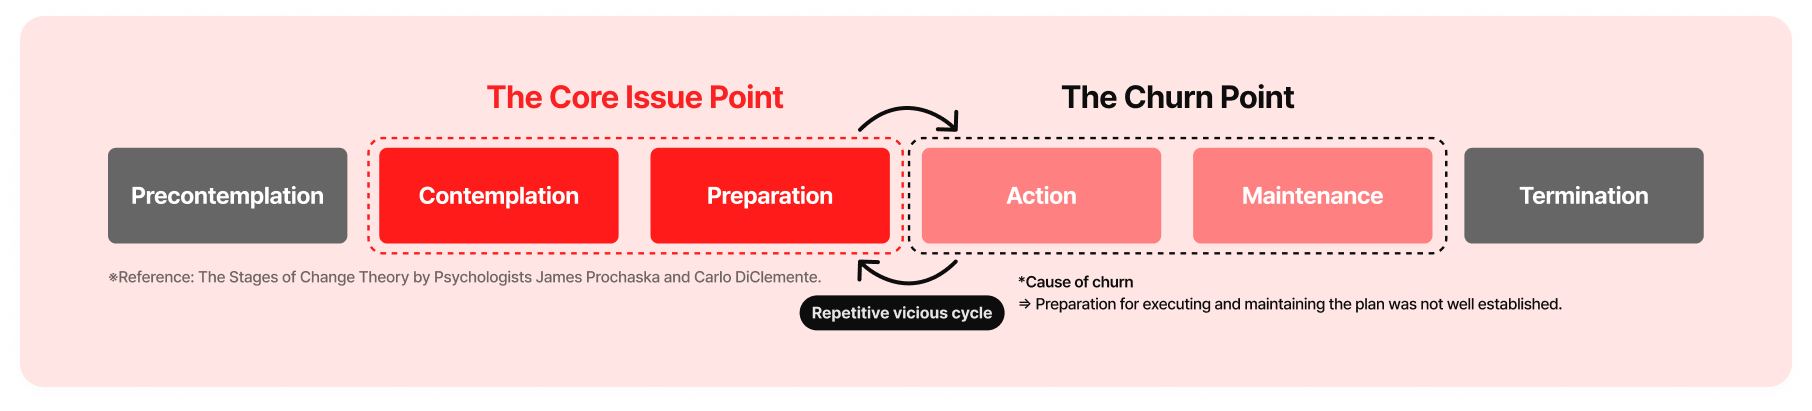 The Core Issue Point
The Churn Point
Precontemplation
Contemplation
Preparation
Action
Maintenance
Termination
※Reference: The Stages of Change Theory by Psychologists James Prochaska and Carlo DiClemente.
Repetitive vicious cycle
*Cause of churn
⇒ Preparation for executing and maintaining the plan was not well established.